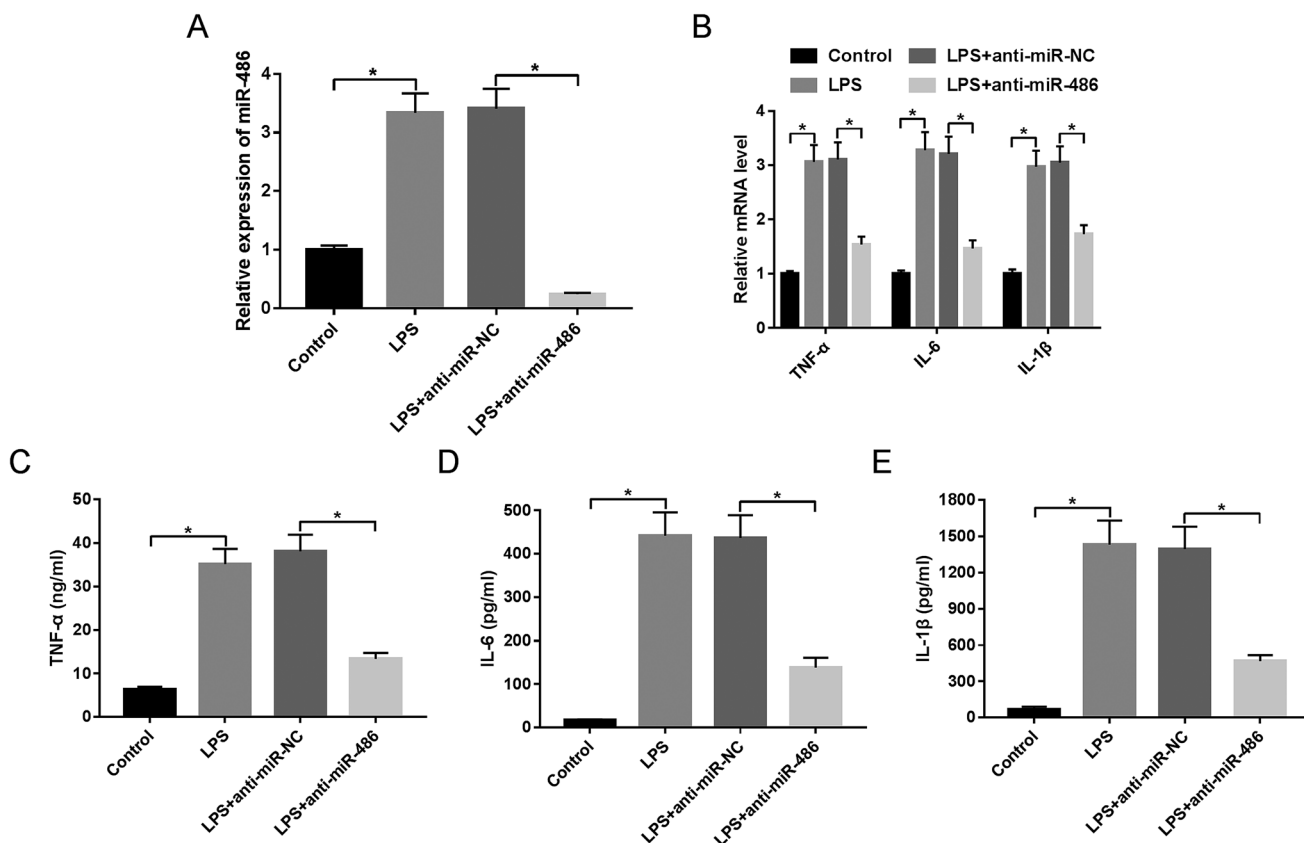 A
Relative expression of miR-486
4
3
2
1
0
*
*
Control
LPS
LPS+anti-miR-NC
LPS+anti-miR-486
B
Control
LPS+anti-miR-NC
LPS
LPS+anti-miR-486
Relative mRNA level
4
3
2
1
0
*
*
*
*
*
*
TNF-α
IL-6
IL-1β
C
TNF-α (ng/ml)
50
40
30
20
10
0
*
*
Control
LPS
LPS+anti-miR-NC
LPS+anti-miR-486
D
IL-6 (pg/ml)
500
400
300
200
100
0
*
*
Control
LPS
LPS+anti-miR-NC
LPS+anti-miR-486
E
IL-1β (pg/ml)
1800
1500
1200
900
600
300
0
*
*
Control
LPS
LPS+anti-miR-NC
LPS+anti-miR-486